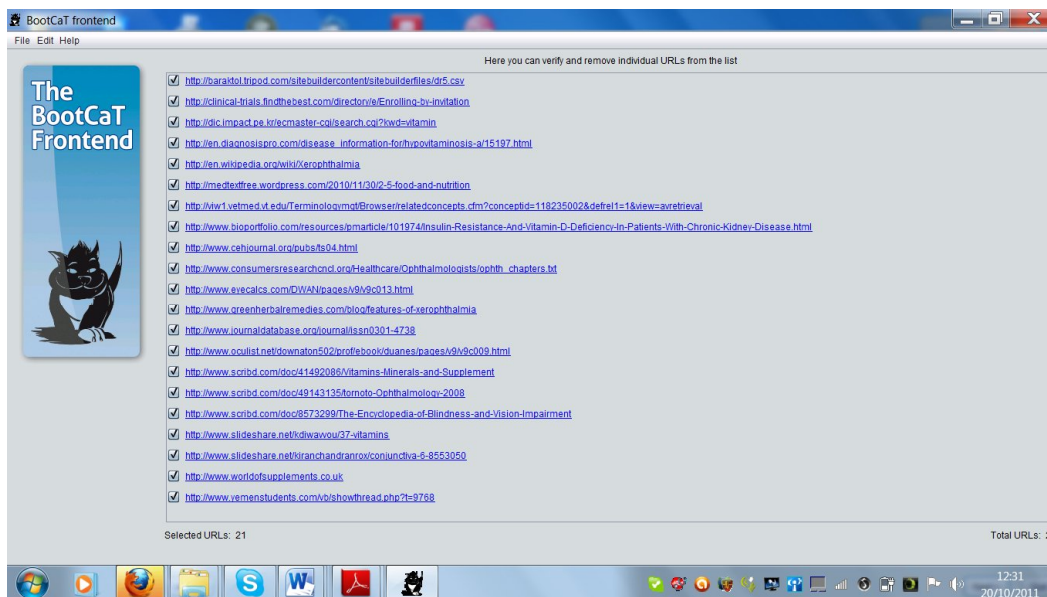 BootCaT frontend
File Edit Help
Here you can verify and remove individual URLs from the list
The
BootCaT
Frontend
http://baraktol.tripod.com/sitebuildercontent/sitebuilderfiles/dr5.csv
http://clinical-trials.findthebest.com/directory/e/Enrolling-by-invitation
http://dic.impact.pe.kr/ecmaster-cgi/search.cgi?kwd=vitamin
http://en.diagnosispro.com/disease_information-for/hypovitaminosis-a/15197.html
http://en.wikipedia.org/wiki/Xerophthalmia
http://medtextfree.wordpress.com/2010/11/30/2-5-food-and-nutrition
http://viw1.vetmed.vt.edu/Terminologymgt/Browser/relatedconcepts.cfm?conceptid=118235002&defrel1=1&view=avretrieval
http://www.bioportfolio.com/resources/pmarticle/101974/Insulin-Resistance-And-Vitamin-D-Deficiency-In-Patients-With-Chronic-Kidney-Disease.html
http://www.cehjournal.org/pubs/ts04.html
http://www.consumersresearchcncl.org/Healthcare/Ophthalmologists/ophth_chapters.txt
http://www.eyecalcs.com/DWAN/pages/v9/v9c013.html
http://www.greenherbalremedies.com/blog/features-of-xerophthalmia
http://www.journaldatabase.org/journal/issn0301-4738
http://www.oculist.net/downaton502/prof/ebook/duanes/pages/v9/v9c009.html
http://www.scribd.com/doc/41492086/Vitamins-Minerals-and-Supplement
http://www.scribd.com/doc/49143135/tornoto-Ophthalmology-2008
http://www.scribd.com/doc/8573299/The-Encyclopedia-of-Blindness-and-Vision-Impairment
http://www.slideshare.net/kdiwavvou/37-vitamins
http://www.slideshare.net/kiranchandranrox/conjunctiva-6-8553050
http://www.worldofsupplements.co.uk
http://www.yemenstudents.com/vb/showthread.php?t=9768
Selected URLs: 21
Total URLs:
12:31
20/10/2011